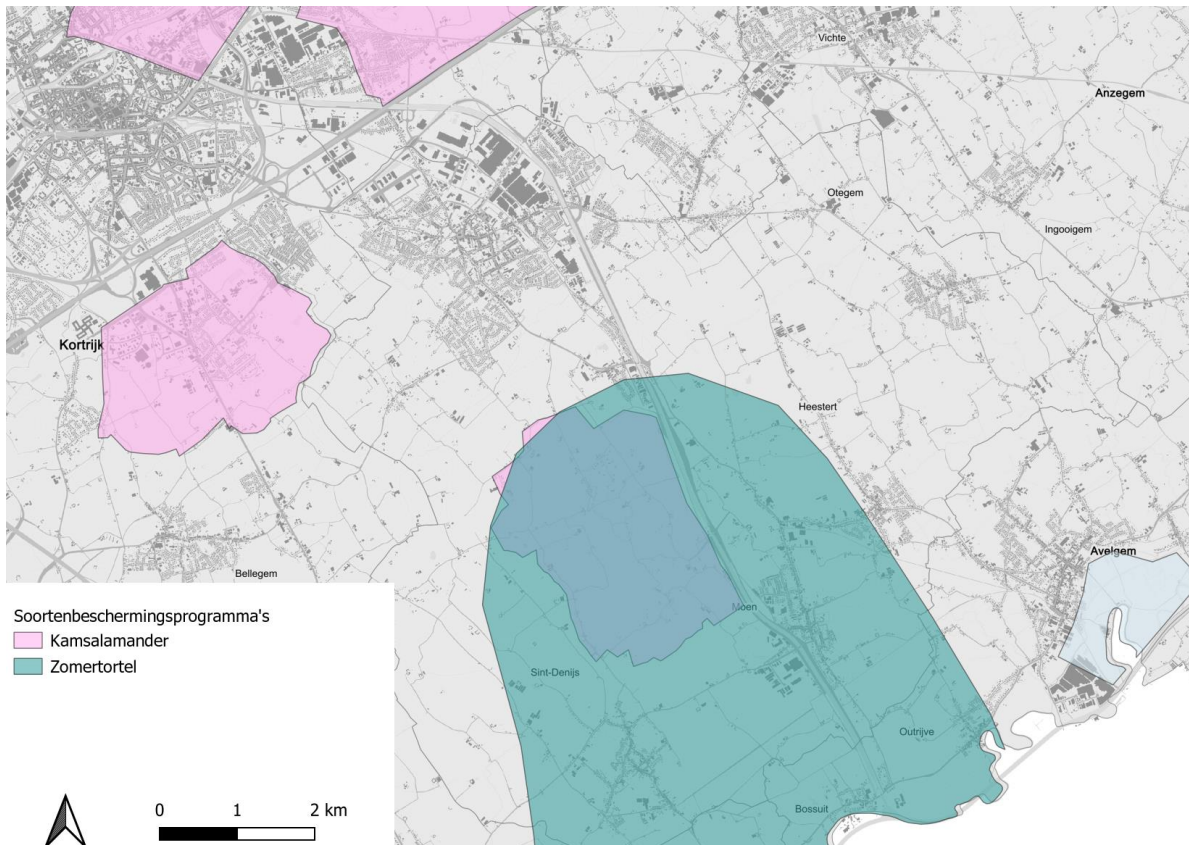 Vichte
Anzegem
Otegem
Ingooigem
Kortrijk
Heestert
Avelgem
Bellegem
Moen
Sint-Denijs
Outrijve
Bossuit
Soortenbeschermingsprogramma's
Kamsalamander
Zomertortel
0 1 2 km